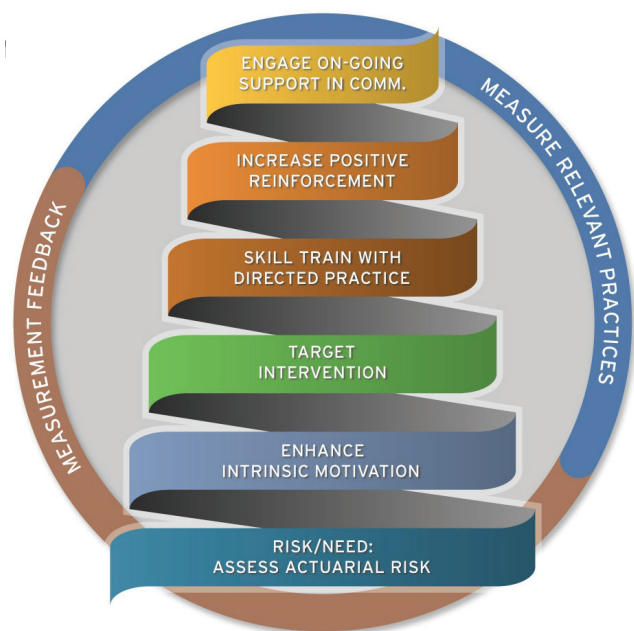 ENGAGE ON-GOING
SUPPORT IN COMM.
INCREASE POSITIVE
REINFORCEMENT
SKILL TRAIN WITH
DIRECTED PRACTICE
TARGET
INTERVENTION
ENHANCE
INTRINSIC MOTIVATION
RISK/NEED:
ASSESS ACTUARIAL RISK
MEASUREMENT FEEDBACK
MEASURE RELEVANT PRACTICES